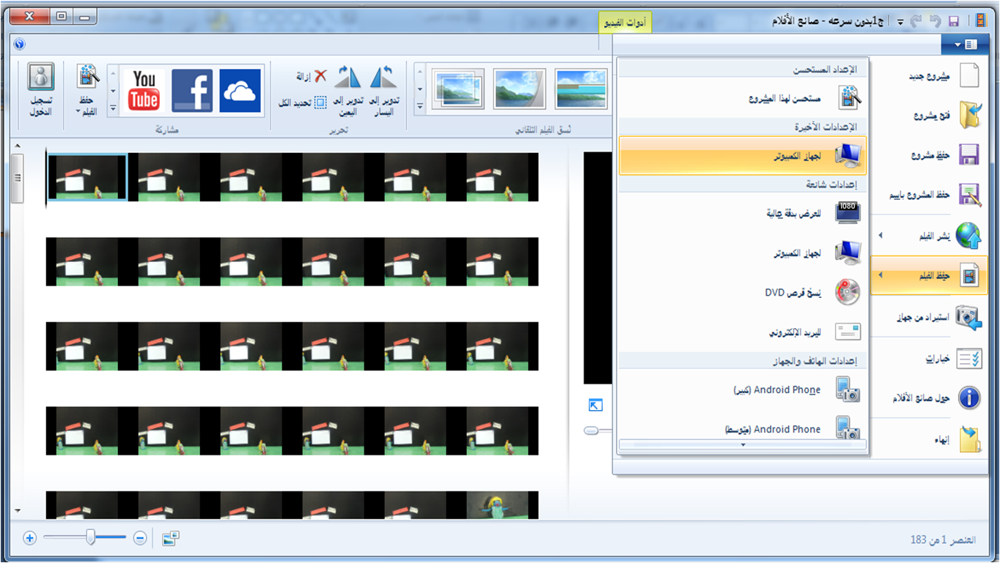 ج1بدون سرعه - صانع الأفلام
أدوات الفيديو
مشروع جديد
فتح مشروع
حفظ مشروع
حفظ المشروع باسم
نشر الفيلم
حفظ الفيلم
استيراد من جهاز
خيارات
حول صانع الأفلام
إنهاء
الإعداد المستحسن
مستحسن لهذا المشروع
الإعدادات الأخيرة
لجهاز الكمبيوتر
إعدادات شائعة
1080
للعرض بدقة عالية
لجهاز الكمبيوتر
نسخ قرص DVD
للبريد الإلكتروني
إعدادات الهاتف والجهاز
Android Phone (كبير)
Android Phone (متوسط)
نُسق الفيلم التلقائي
تدوير إلى اليسار
تدوير إلى اليمين
إزالة
تحديد الكل
تحرير
You
Tube
f
مشاركة
حفظ الفيلم
تسجيل الدخول
العنصر 1 من 183